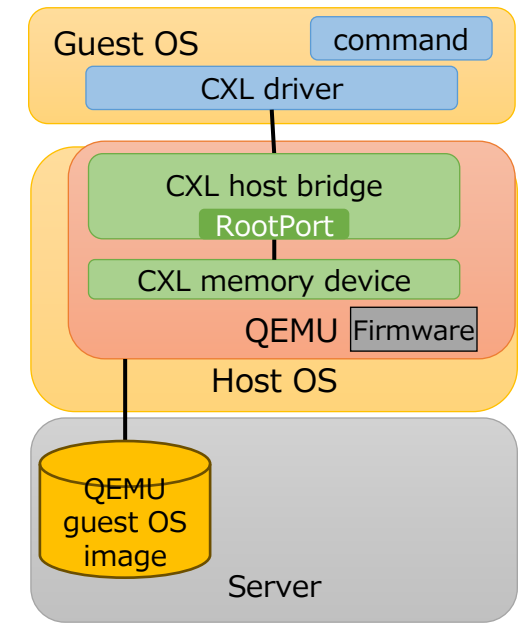 Guest OS
command
CXL driver
CXL host bridge
RootPort
CXL memory device
QEMU
Firmware
Host OS
QEMU
guest OS
image
Server